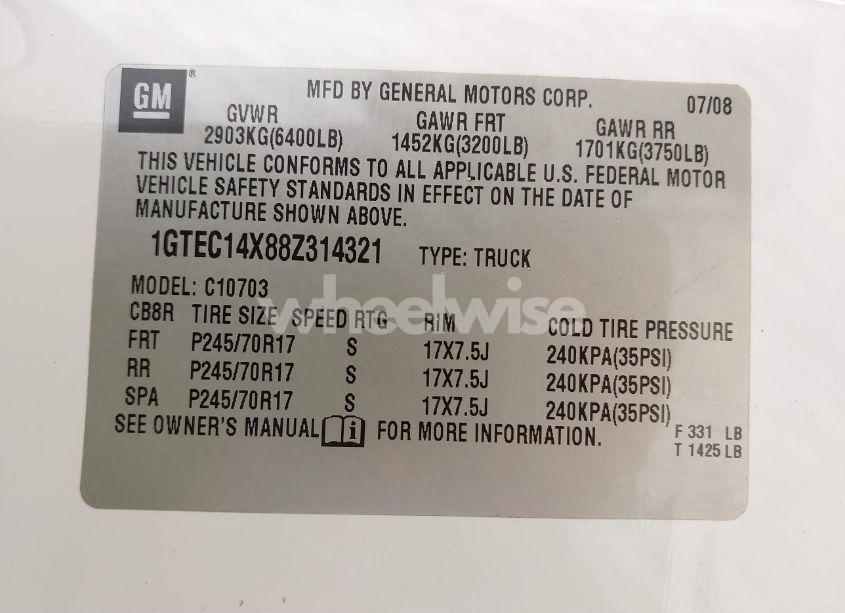 GM®
MFD BY GENERAL MOTORS CORP. 07/08
GVWR GAWR FRT GAWR RR
2903KG(6400LB) 1452KG(3200LB) 1701KG(3750LB)
THIS VEHICLE CONFORMS TO ALL APPLICABLE U.S. FEDERAL MOTOR
VEHICLE SAFETY STANDARDS IN EFFECT ON THE DATE OF
MANUFACTURE SHOWN ABOVE.
1GTEC14X88Z314321 TYPE: TRUCK
MODEL: C10703
wheelwise
CB8R TIRE SIZE SPEED RTG RIM COLD TIRE PRESSURE
FRT P245/70R17 S 17X7.5J 240KPA(35PSI)
RR P245/70R17 S 17X7.5J 240KPA(35PSI)
SPA P245/70R17 S 17X7.5J 240KPA(35PSI)
SEE OWNER'S MANUAL i FOR MORE INFORMATION.
F 331 LB
T 1425 LB